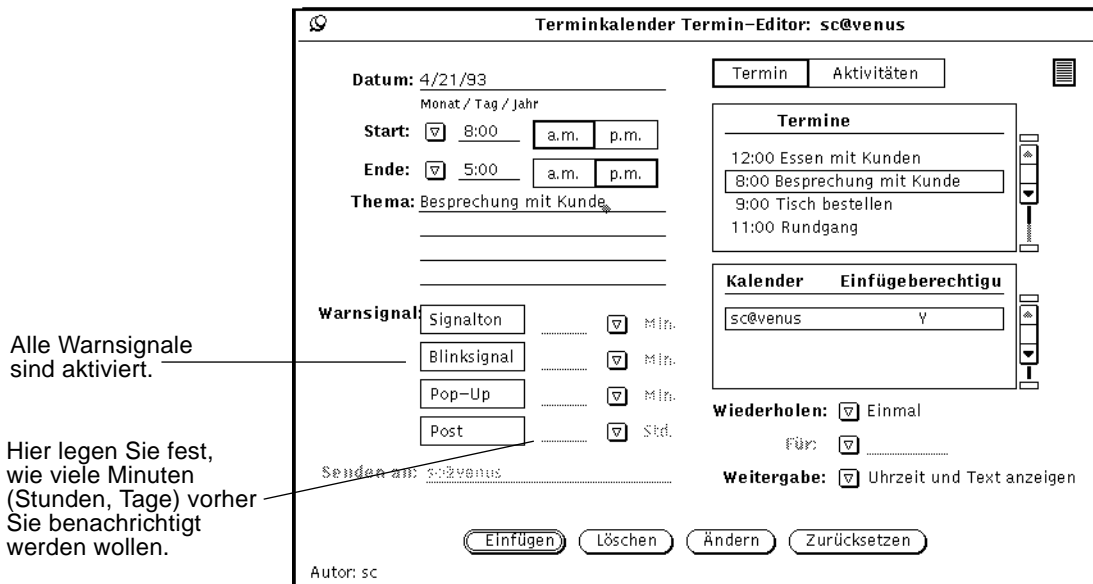 Terminkalender Termin-Editor: sc@venus
Datum: 4/21/93
Monat / Tag / Jahr
Start: 8:00 a.m. p.m.
Ende: 5:00 a.m. p.m.
Thema: Besprechung mit Kunde
Warnsignal: Signalton Min.
Blinksignal Min.
Pop-Up Min.
Post Std.
Senden an: sc@venus
Termin Aktivitäten
Termine
12:00 Essen mit Kunden
8:00 Besprechung mit Kunde
9:00 Tisch bestellen
11:00 Rundgang
Kalender Einfügeberechtigu
sc@venus Y
Wiederholen: Einmal
Für:
Weitergabe: Uhrzeit und Text anzeigen
Einfügen Löschen Ändern Zurücksetzen
Autor: sc
Alle Warnsignale
sind aktiviert.
Hier legen Sie fest,
wie viele Minuten
(Stunden, Tage) vorher
Sie benachrichtigt
werden wollen.